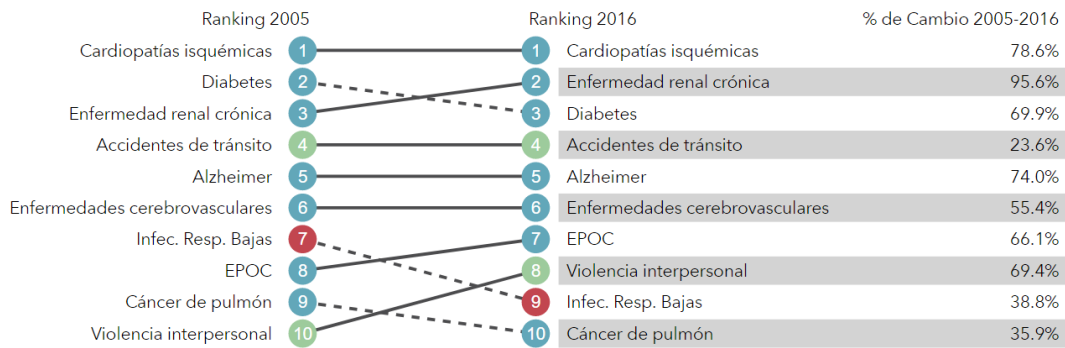 Ranking 2005 Ranking 2016 % de Cambio 2005-2016
Cardiopatías isquémicas 1 1 Cardiopatías isquémicas 78.6%
Diabetes 2 2 Enfermedad renal crónica 95.6%
Enfermedad renal crónica 3 3 Diabetes 69.9%
Accidentes de tránsito 4 4 Accidentes de tránsito 23.6%
Alzheimer 5 5 Alzheimer 74.0%
Enfermedades cerebrovasculares 6 6 Enfermedades cerebrovasculares 55.4%
Infec. Resp. Bajas 7 7 EPOC 66.1%
EPOC 8 8 Violencia interpersonal 69.4%
Cáncer de pulmón 9 9 Infec. Resp. Bajas 38.8%
Violencia interpersonal 10 10 Cáncer de pulmón 35.9%